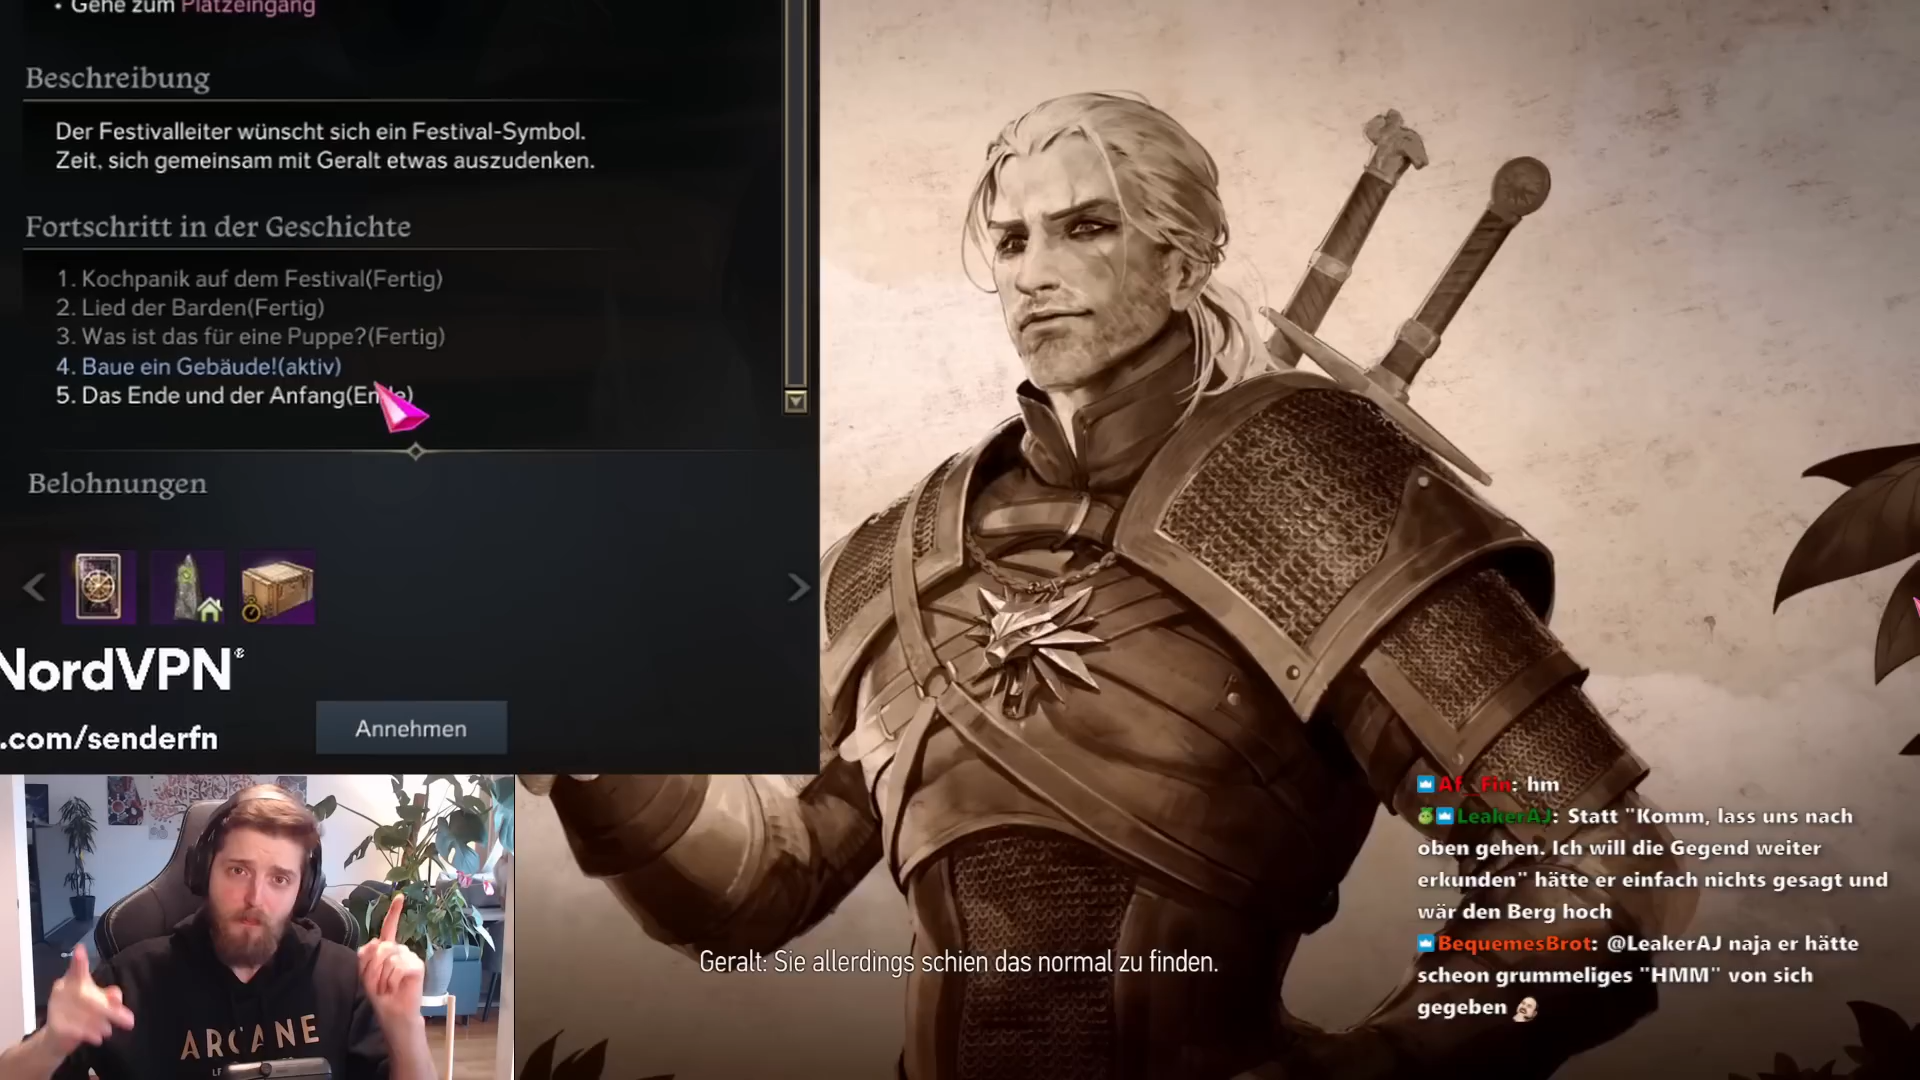 • Gehe zum Platzeingang
Beschreibung
Der Festivalleiter wünscht sich ein Festival-Symbol.
Zeit, sich gemeinsam mit Geralt etwas auszudenken.
Fortschritt in der Geschichte
1. Kochpanik auf dem Festival(Fertig)
2. Lied der Barden(Fertig)
3. Was ist das für eine Puppe?(Fertig)
4. Baue ein Gebäude!(aktiv)
5. Das Ende und der Anfang(Ende)
Belohnungen
NordVPN®
.com/senderfn
Annehmen
ARCANE
Geralt: Sie allerdings schien das normal zu finden.
Af_Fin: hm
LeakerAJ: Statt "Komm, lass uns nach
oben gehen. Ich will die Gegend weiter
erkunden" hätte er einfach nichts gesagt und
wär den Berg hoch
BequemesBrot: @LeakerAJ naja er hätte
scheon grummeliges "HMM" von sich
gegeben